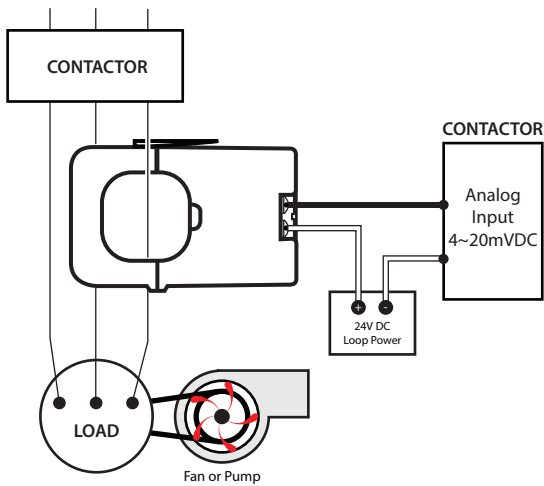 CONTACTOR
CONTACTOR
Analog
Input
4~20mVDC
+ -
24V DC
Loop Power
LOAD
Fan or Pump